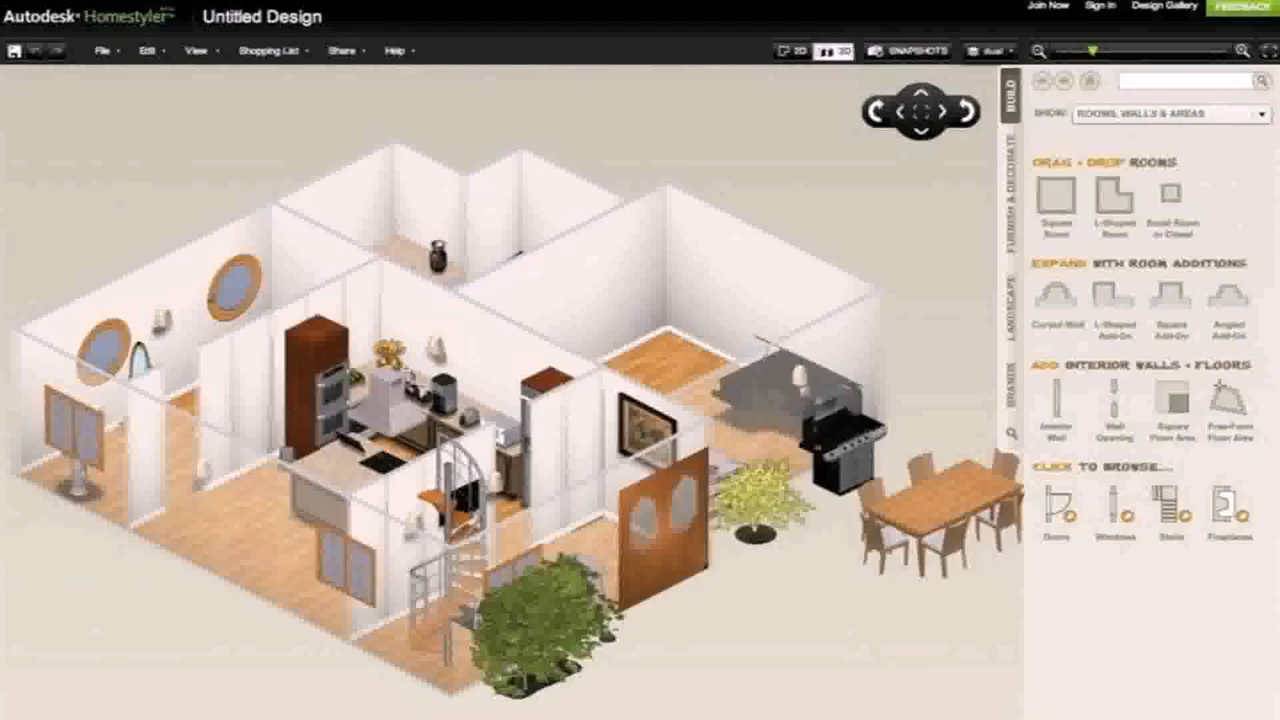 Autodesk Homestyler Untitled Design
Join Now Sign In Design Gallery FEEDBACK
File Edit View Shopping List Share Help
2D 3D SNAPSHOTS dual
BUILD
FURNISH & DECORATE
LANDSCAPE
BRANDS
SHOW: ROOMS, WALLS & AREAS
DRAG + DROP ROOMS
Square Room
L-Shaped Room
Small Room or Closet
EXPAND WITH ROOM ADDITIONS
Curved Wall
L-Shaped Add-On
Square Add-On
Angled Add-On
ADD INTERIOR WALLS + FLOORS
Interior Wall
Wall Opening
Square Floor Area
Free-Form Floor Area
CLICK TO BROWSE...
Doors Windows Stairs Fireplaces